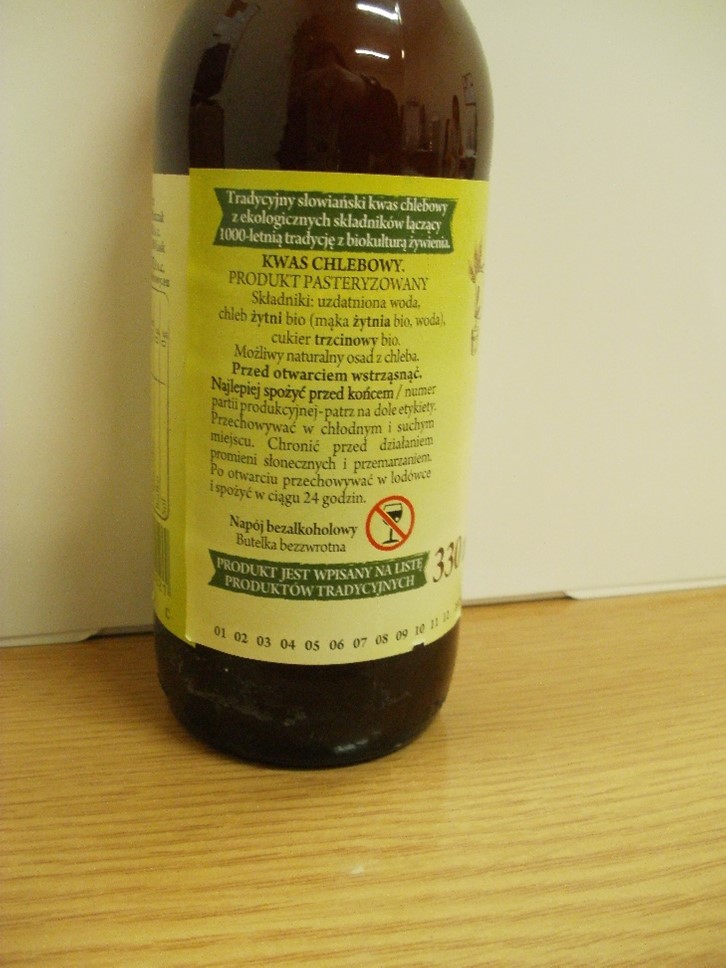 Tradycyjny słowiański kwas chlebowy
z ekologicznych składników łączący
1000-letnią tradycję z biokulturą żywienia.
KWAS CHLEBOWY.
PRODUKT PASTERYZOWANY
Składniki: uzdatniona woda,
chleb żytni bio (mąka żytnia bio, woda),
cukier trzcinowy bio.
Możliwy naturalny osad z chleba.
Przed otwarciem wstrząsnąć.
Najlepiej spożyć przed końcem / numer
partii produkcyjnej - patrz na dole etykiety.
Przechowywać w chłodnym i suchym
miejscu. Chronić przed działaniem
promieni słonecznych i przemarzaniem.
Po otwarciu przechowywać w lodówce
i spożyć w ciągu 24 godzin.
Napój bezalkoholowy
Butelka bezzwrotna
330
PRODUKT JEST WPISANY NA LISTĘ
PRODUKTÓW TRADYCYJNYCH
01 02 03 04 05 06 07 08 09 10 11 12